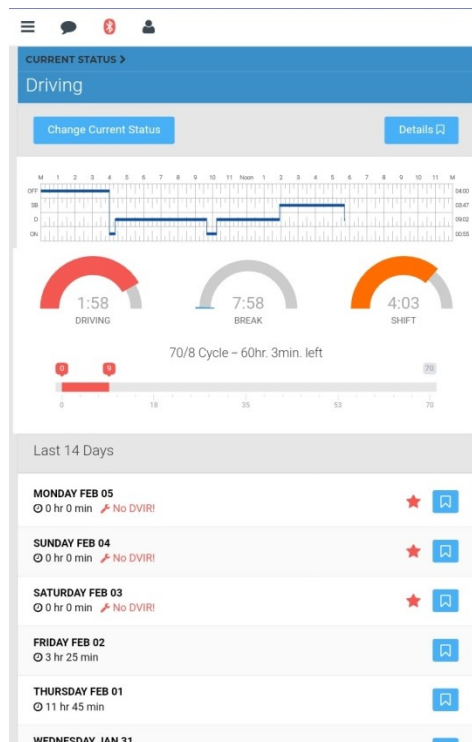 CURRENT STATUS >
Driving
Change Current Status
Details
M 1 2 3 4 5 6 7 8 9 10 11 Noon 1 2 3 4 5 6 7 8 9 10 11 M
OFF 04:00
SB 03:47
D 09:02
ON 00:55
1:58 7:58 4:03
DRIVING BREAK SHIFT
70/8 Cycle – 60hr. 3min. left
0 9 70
0 18 35 53 70
Last 14 Days
MONDAY FEB 05
0 hr 0 min No DVIR!
SUNDAY FEB 04
0 hr 0 min No DVIR!
SATURDAY FEB 03
0 hr 0 min No DVIR!
FRIDAY FEB 02
3 hr 25 min
THURSDAY FEB 01
11 hr 45 min
WEDNESDAY JAN 31